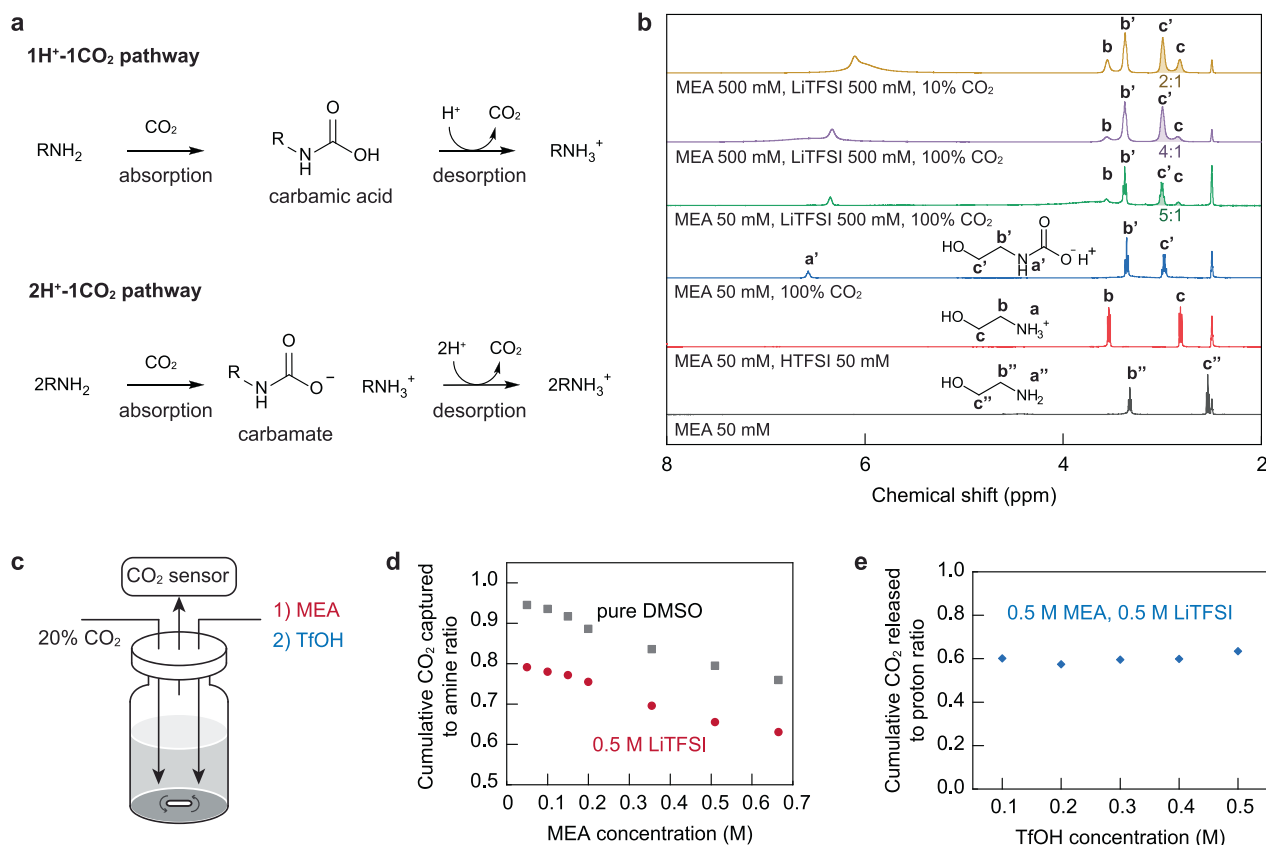 a
1H⁺-1CO₂ pathway
RNH₂
CO₂
absorption
R
N
H
O
OH
carbamic acid
H⁺
CO₂
desorption
RNH₃⁺
2H⁺-1CO₂ pathway
2RNH₂
CO₂
absorption
R
N
H
O
O⁻
carbamate
RNH₃⁺
2H⁺
CO₂
desorption
2RNH₃⁺
b
b b' c' c
MEA 500 mM, LiTFSI 500 mM, 10% CO₂
2:1
b b' c' c
MEA 500 mM, LiTFSI 500 mM, 100% CO₂
4:1
b b' c' c
MEA 50 mM, LiTFSI 500 mM, 100% CO₂
5:1
a'
HO b' O
c' N H a' O⁻ H⁺
b' c'
MEA 50 mM, 100% CO₂
HO b a
c NH₃⁺
b c
MEA 50 mM, HTFSI 50 mM
HO b'' a''
c'' NH₂
b'' c''
MEA 50 mM
8 6 4 2
Chemical shift (ppm)
c
CO₂ sensor
20% CO₂
1) MEA
2) TfOH
d
Cumulative CO₂ captured
to amine ratio
1.0
0.9
0.8
0.7
0.6
0.5
pure DMSO
0.5 M LiTFSI
0 0.1 0.2 0.3 0.4 0.5 0.6 0.7
MEA concentration (M)
e
Cumulative CO₂ released
to proton ratio
1.0
0.8
0.6
0.4
0.2
0.0
0.5 M MEA, 0.5 M LiTFSI
0.1 0.2 0.3 0.4 0.5
TfOH concentration (M)